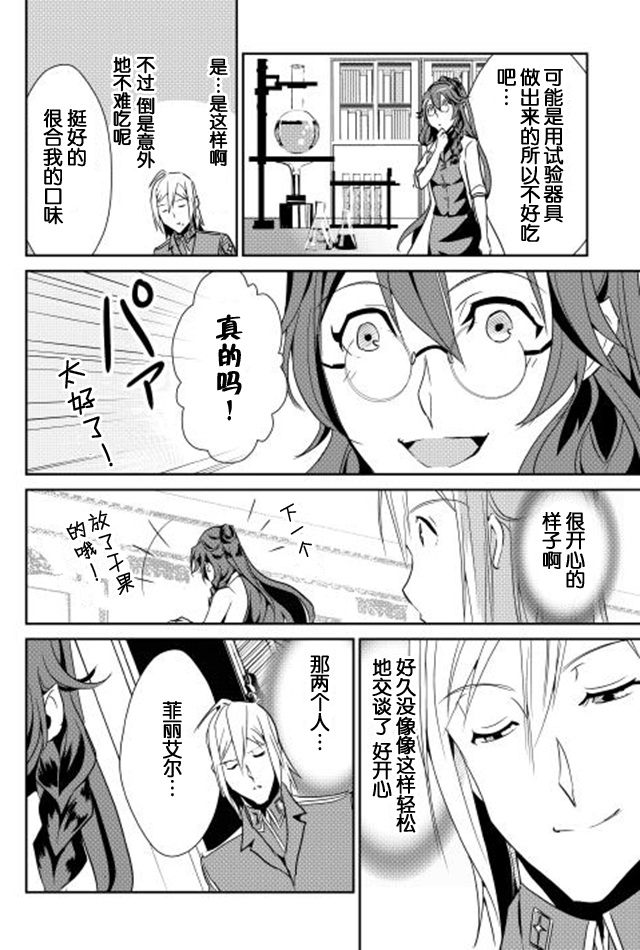 可能是用试验器具
做出来的所以不好吃
吧…
是…是这样啊
不过 倒是意外
地不难吃呢
挺好的
很合我的口味
真的吗！
パァ
太好了！
很开心的
样子啊
下一个
放了干果
的哦！
好久没像像这样轻松
地交谈了 好开心
那两个人…
菲丽艾尔…